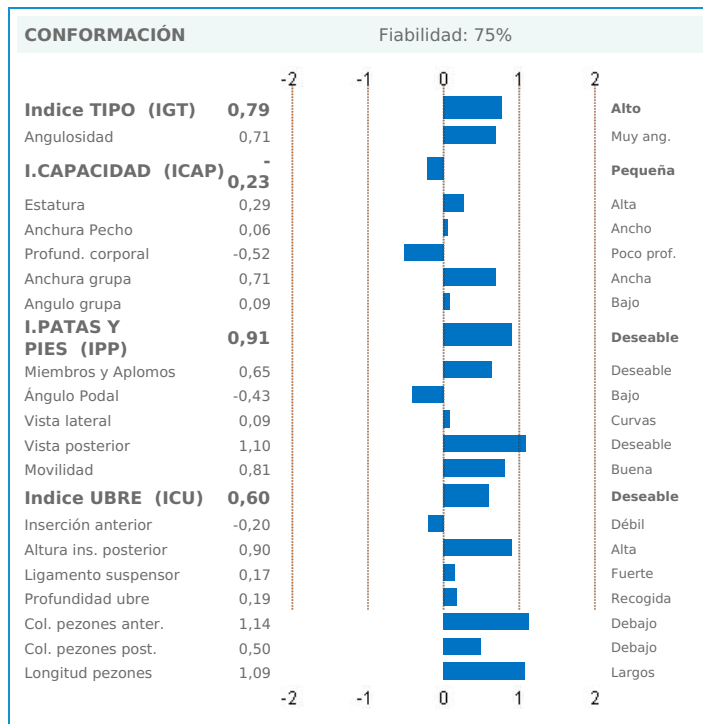 CONFORMACIÓN Fiabilidad: 75%
-2 -1 0 1 2
Indice TIPO (IGT) 0,79 Alto
Angulosidad 0,71 Muy ang.
I.CAPACIDAD (ICAP) -0,23 Pequeña
Estatura 0,29 Alta
Anchura Pecho 0,06 Ancho
Profund. corporal -0,52 Poco prof.
Anchura grupa 0,71 Ancha
Angulo grupa 0,09 Bajo
I.PATAS Y
PIES (IPP) 0,91 Deseable
Miembros y Aplomos 0,65 Deseable
Ángulo Podal -0,43 Bajo
Vista lateral 0,09 Curvas
Vista posterior 1,10 Deseable
Movilidad 0,81 Buena
Indice UBRE (ICU) 0,60 Deseable
Inserción anterior -0,20 Débil
Altura ins. posterior 0,90 Alta
Ligamento suspensor 0,17 Fuerte
Profundidad ubre 0,19 Recogida
Col. pezones anter. 1,14 Debajo
Col. pezones post. 0,50 Debajo
Longitud pezones 1,09 Largos
-2 -1 0 1 2